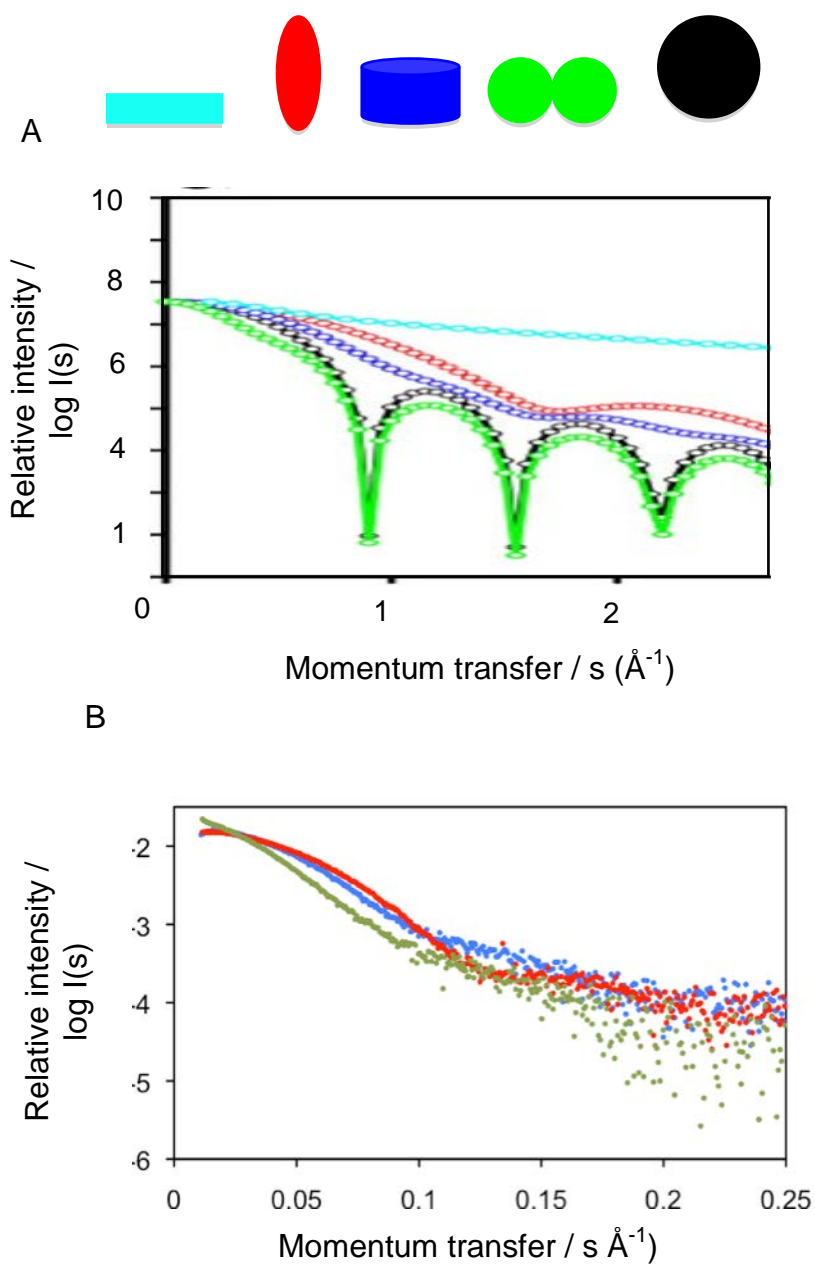 A
10
8
6
4
1
Relative intensity /
log I(s)
0
1
2
Momentum transfer / s (Å-1)
B
-2
-3
-4
-5
-6
Relative intensity /
log I(s)
0
0.05
0.1
0.15
0.2
0.25
Momentum transfer / s Å-1)